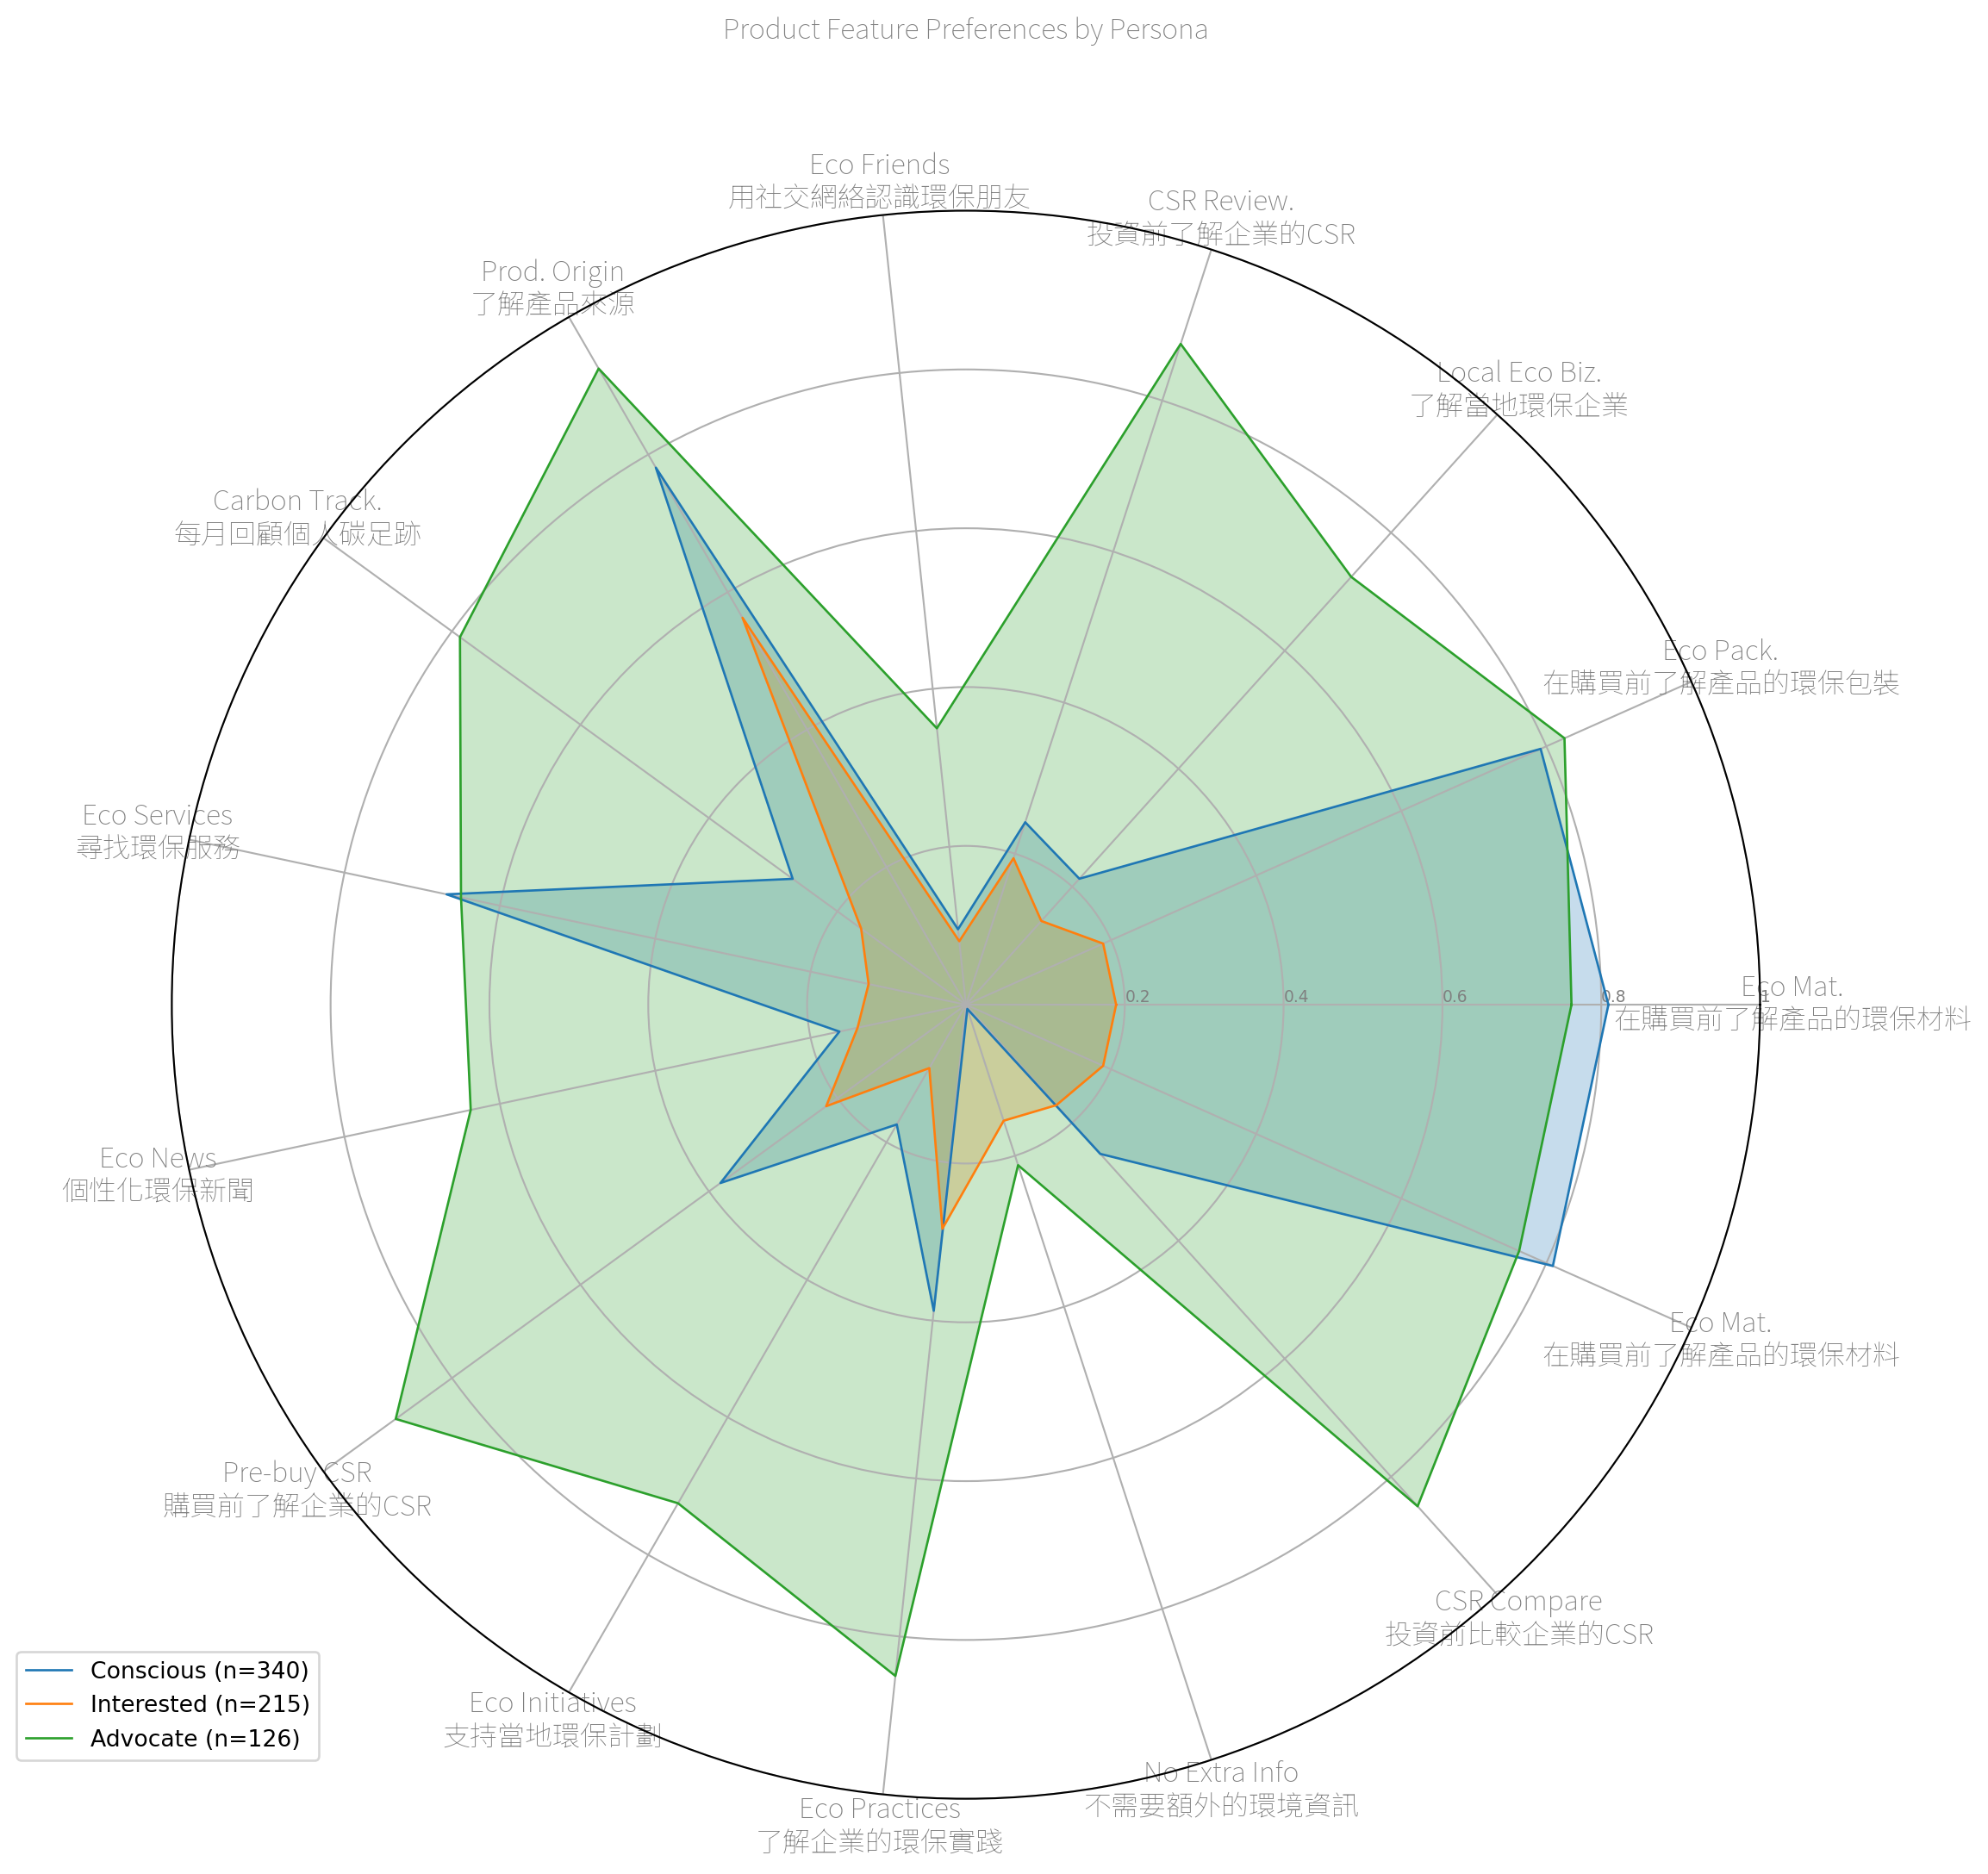 Product Feature Preferences by Persona
Eco Friends
用社交網絡認識環保朋友
CSR Review.
投資前了解企業的CSR
Prod. Origin
了解產品來源
Local Eco Biz.
了解當地環保企業
Carbon Track.
每月回顧個人碳足跡
Eco Pack.
在購買前了解產品的環保包裝
Eco Services
尋找環保服務
0.2
0.4
0.6
0.8
1
Eco Mat.
在購買前了解產品的環保材料
Eco News
個性化環保新聞
Eco Mat.
在購買前了解產品的環保材料
Pre-buy CSR
購買前了解企業的CSR
CSR Compare
投資前比較企業的CSR
Eco Initiatives
支持當地環保計劃
No Extra Info
不需要額外的環境資訊
Eco Practices
了解企業的環保實踐
Conscious (n=340)
Interested (n=215)
Advocate (n=126)